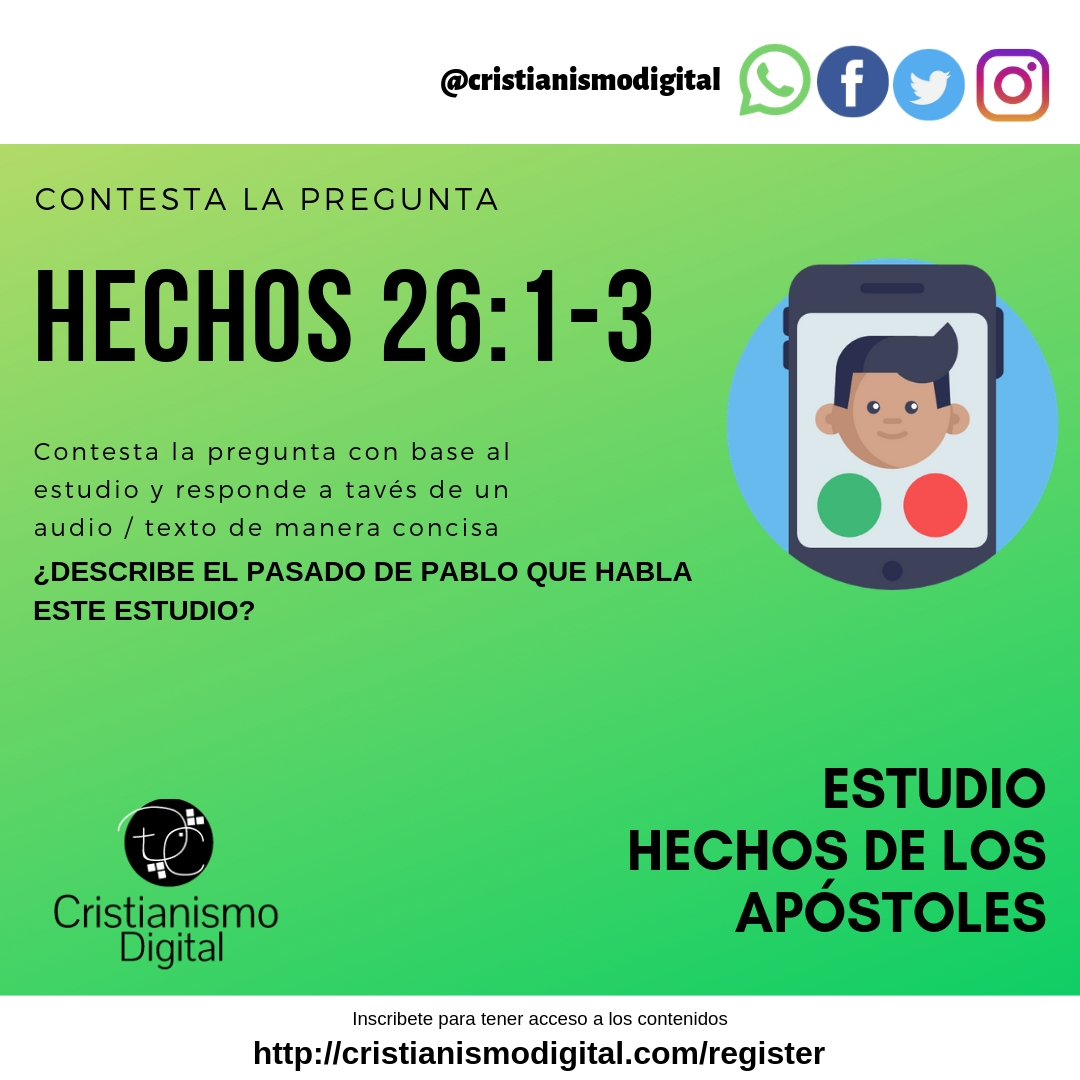 @cristianismodigital
CONTESTA LA PREGUNTA
HECHOS 26:1-3
Contesta la pregunta con base al
estudio y responde a tavés de un
audio / texto de manera concisa
¿DESCRIBE EL PASADO DE PABLO QUE HABLA
ESTE ESTUDIO?
ESTUDIO
HECHOS DE LOS
APÓSTOLES
Cristianismo
Digital
Inscribete para tener acceso a los contenidos
http://cristianismodigital.com/register